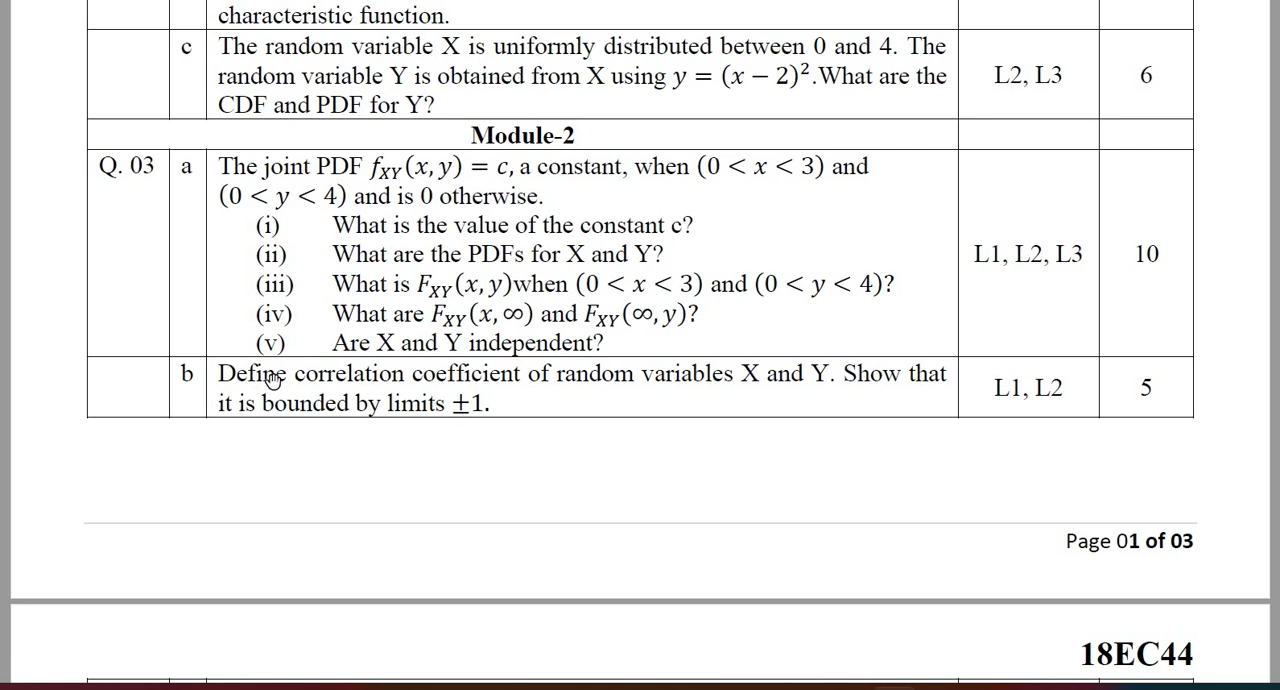 characteristic function.
c The random variable X is uniformly distributed between 0 and 4. The
random variable Y is obtained from X using y = (x − 2)².What are the L2, L3 6
CDF and PDF for Y?
Module-2
Q. 03 a The joint PDF f_XY(x, y) = c, a constant, when (0 < x < 3) and
(0 < y < 4) and is 0 otherwise.
(i) What is the value of the constant c?
(ii) What are the PDFs for X and Y? L1, L2, L3 10
(iii) What is F_XY(x, y)when (0 < x < 3) and (0 < y < 4)?
(iv) What are F_XY(x, ∞) and F_XY(∞, y)?
(v) Are X and Y independent?
b Define correlation coefficient of random variables X and Y. Show that
it is bounded by limits ±1. L1, L2 5
Page 01 of 03
18EC44